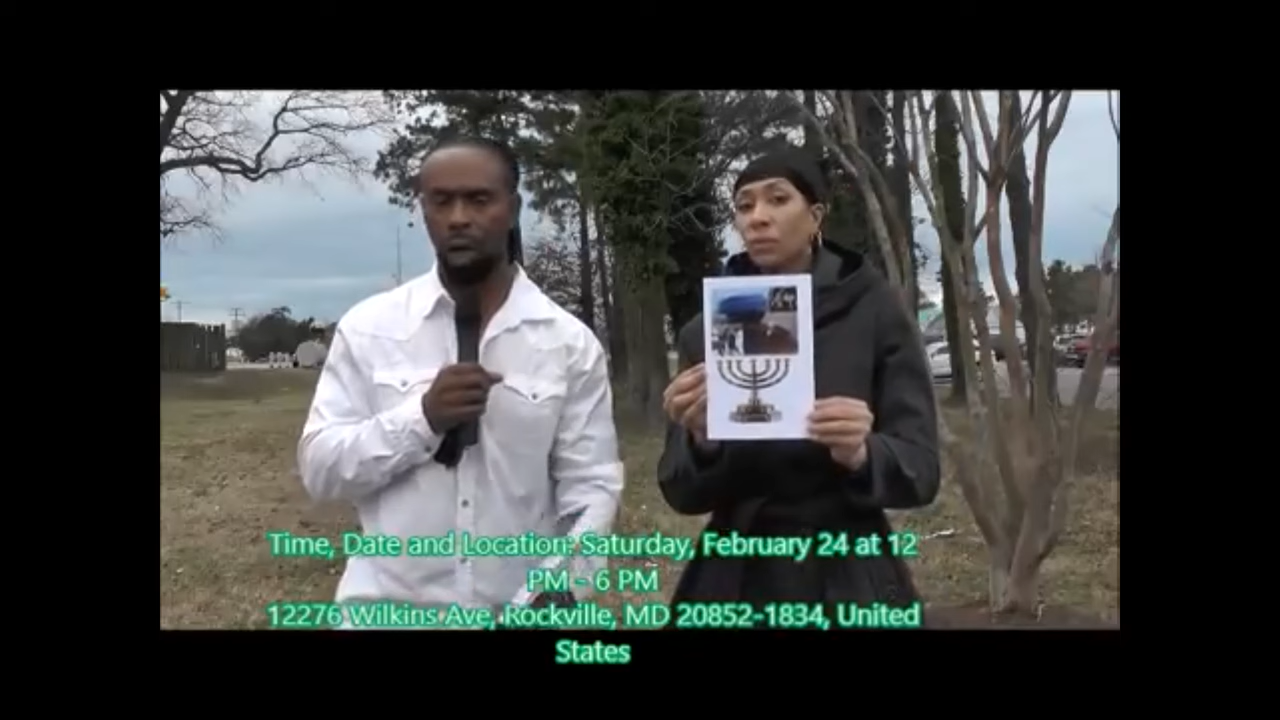 Time, Date and Location: Saturday, February 24 at 12
PM - 6 PM
12276 Wilkins Ave, Rockville, MD 20852-1834, United
States